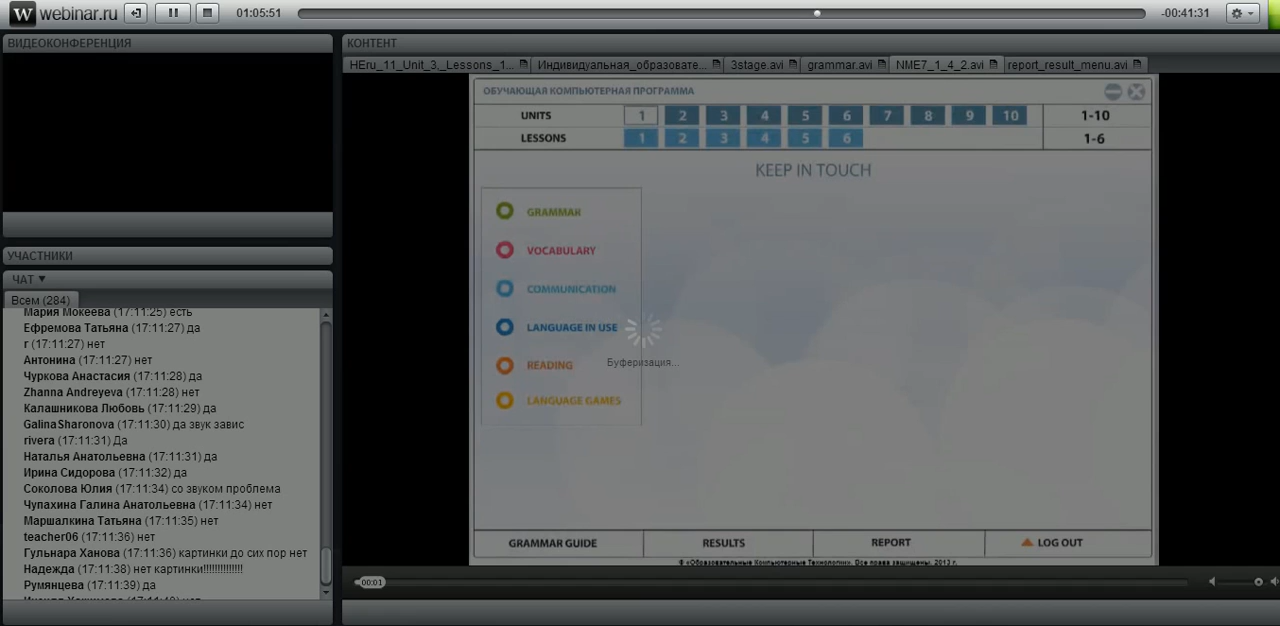 W webinar.ru 01:05:51 -00:41:31
ВИДЕОКОНФЕРЕНЦИЯ
УЧАСТНИКИ
ЧАТ ▼
Всем (284)
Мария Мокеева (17:11:25) есть
Ефремова Татьяна (17:11:27) да
г (17:11:27) нет
Антонина (17:11:27) нет
Чуркова Анастасия (17:11:28) да
Zhanna Andreyeva (17:11:28) нет
Калашникова Любовь (17:11:29) да
GalinaSharonova (17:11:30) да звук завис
rivera (17:11:31) Да
Наталья Анатольевна (17:11:31) да
Ирина Сидорова (17:11:32) да
Соколова Юлия (17:11:34) со звуком проблема
Чупахина Галина Анатольевна (17:11:34) нет
Маршалкина Татьяна (17:11:35) нет
teacher06 (17:11:36) нет
Гульнара Ханова (17:11:36) картинки до сих пор нет
Надежда (17:11:38) нет картинки!!!!!!!!!!!!!!
Румянцева (17:11:39) да
КОНТЕНТ
HEru_11_Unit_3._Lessons_1... Индивидуальная_образовате... 3stage.avi grammar.avi NME7_1_4_2.avi report_result_menu.avi
ОБУЧАЮЩАЯ КОМПЬЮТЕРНАЯ ПРОГРАММА
UNITS 1 2 3 4 5 6 7 8 9 10 1-10
LESSONS 1 2 3 4 5 6 1-6
KEEP IN TOUCH
GRAMMAR
VOCABULARY
COMMUNICATION
LANGUAGE IN USE
Буферизация...
READING
LANGUAGE GAMES
GRAMMAR GUIDE RESULTS REPORT LOG OUT
© «Образовательные Компьютерные Технологии». Все права защищены, 2013 г.
00:01